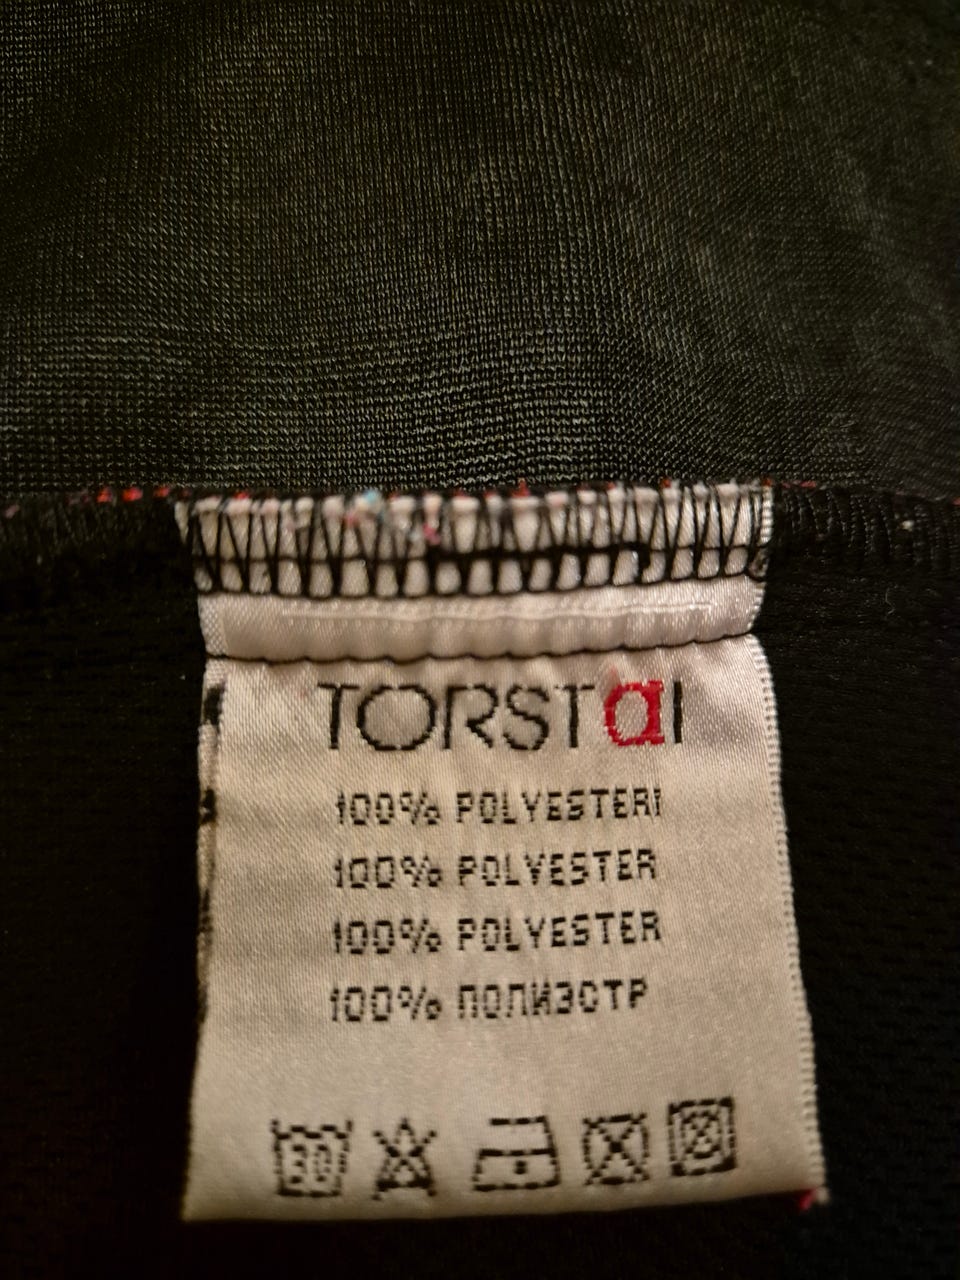 TORSTaI
100% POLYESTERI
100% POLYESTER
100% POLYESTER
100% ПОЛИЭСТР
30